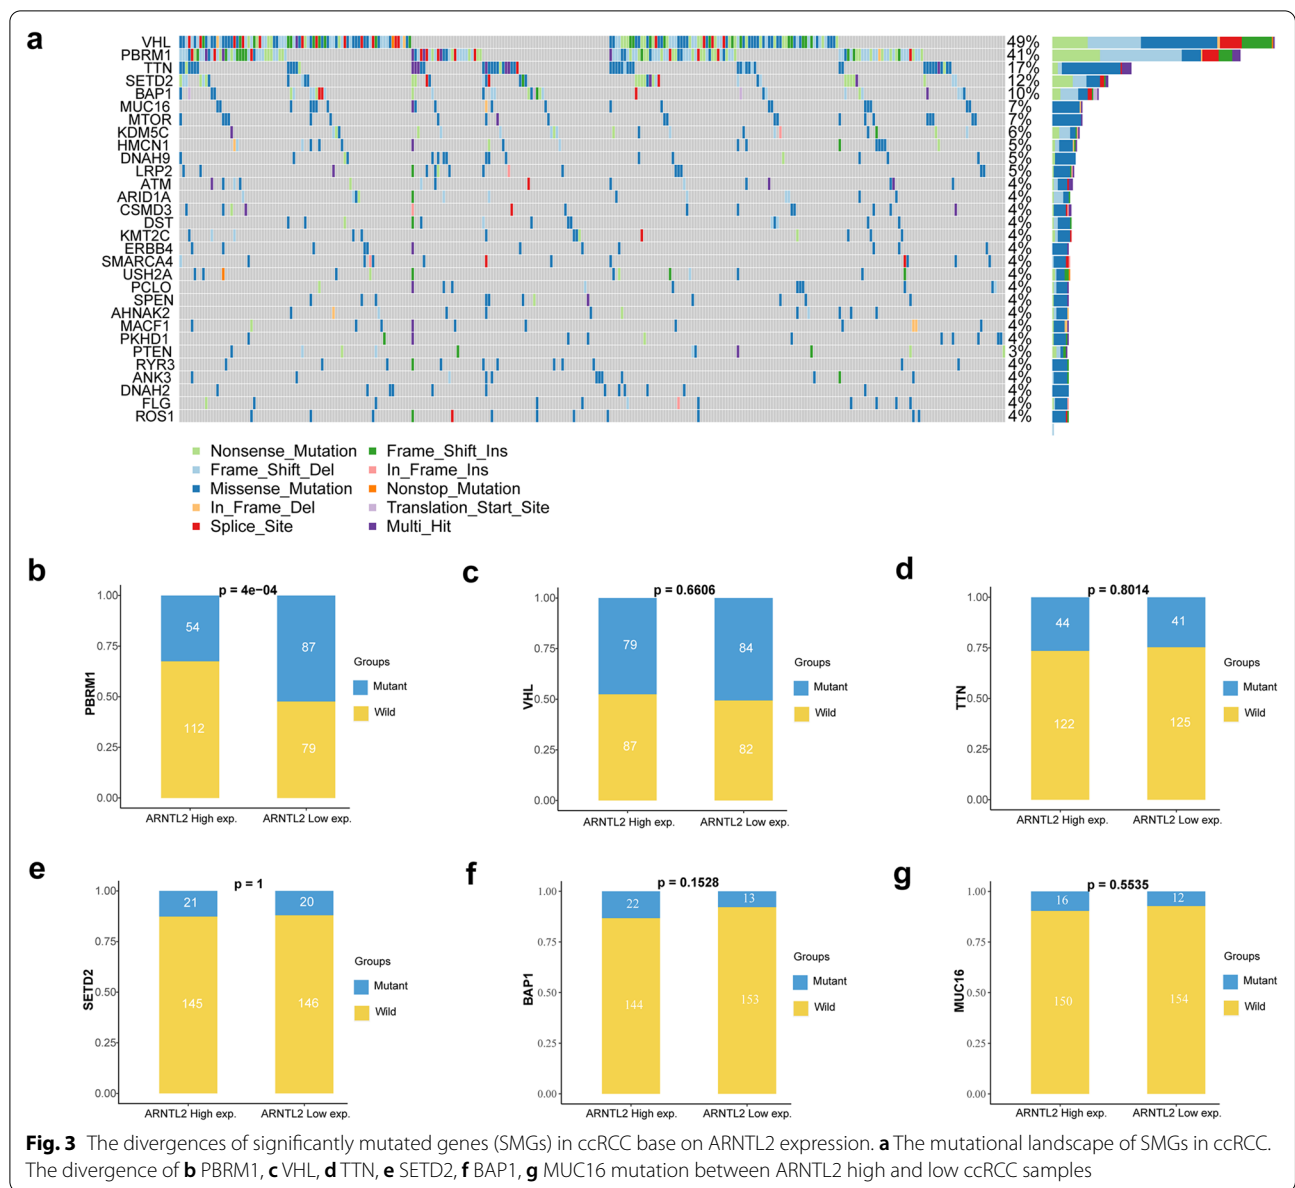 a
VHL 49%
PBRM1 41%
TTN 17%
SETD2 12%
BAP1 10%
MUC16 7%
MTOR 7%
KDM5C 6%
HMCN1 5%
DNAH9 5%
LRP2 5%
ATM 4%
ARID1A 4%
CSMD3 4%
DST 4%
KMT2C 4%
ERBB4 4%
SMARCA4 4%
USH2A 4%
PCLO 4%
SPEN 4%
AHNAK2 4%
MACF1 4%
PKHD1 4%
PTEN 3%
RYR3 4%
ANK3 4%
DNAH2 4%
FLG 4%
ROS1 4%
Nonsense_Mutation Frame_Shift_Ins
Frame_Shift_Del In_Frame_Ins
Missense_Mutation Nonstop_Mutation
In_Frame_Del Translation_Start_Site
Splice_Site Multi_Hit
b
p = 4e−04
PBRM1
1.00
0.75
0.50
0.25
0.00
54
87
112
79
Groups
Mutant
Wild
ARNTL2 High exp. ARNTL2 Low exp.
c
p = 0.6606
VHL
1.00
0.75
0.50
0.25
0.00
79
84
87
82
Groups
Mutant
Wild
ARNTL2 High exp. ARNTL2 Low exp.
d
p = 0.8014
TTN
1.00
0.75
0.50
0.25
0.00
44
41
122
125
Groups
Mutant
Wild
ARNTL2 High exp. ARNTL2 Low exp.
e
p = 1
SETD2
1.00
0.75
0.50
0.25
0.00
21
20
145
146
Groups
Mutant
Wild
ARNTL2 High exp. ARNTL2 Low exp.
f
p = 0.1528
BAP1
1.00
0.75
0.50
0.25
0.00
22
13
144
153
Groups
Mutant
Wild
ARNTL2 High exp. ARNTL2 Low exp.
g
p = 0.5535
MUC16
1.00
0.75
0.50
0.25
0.00
16
12
150
154
Groups
Mutant
Wild
ARNTL2 High exp. ARNTL2 Low exp.
Fig. 3 The divergences of significantly mutated genes (SMGs) in ccRCC base on ARNTL2 expression. a The mutational landscape of SMGs in ccRCC.
The divergence of b PBRM1, c VHL, d TTN, e SETD2, f BAP1, g MUC16 mutation between ARNTL2 high and low ccRCC samples